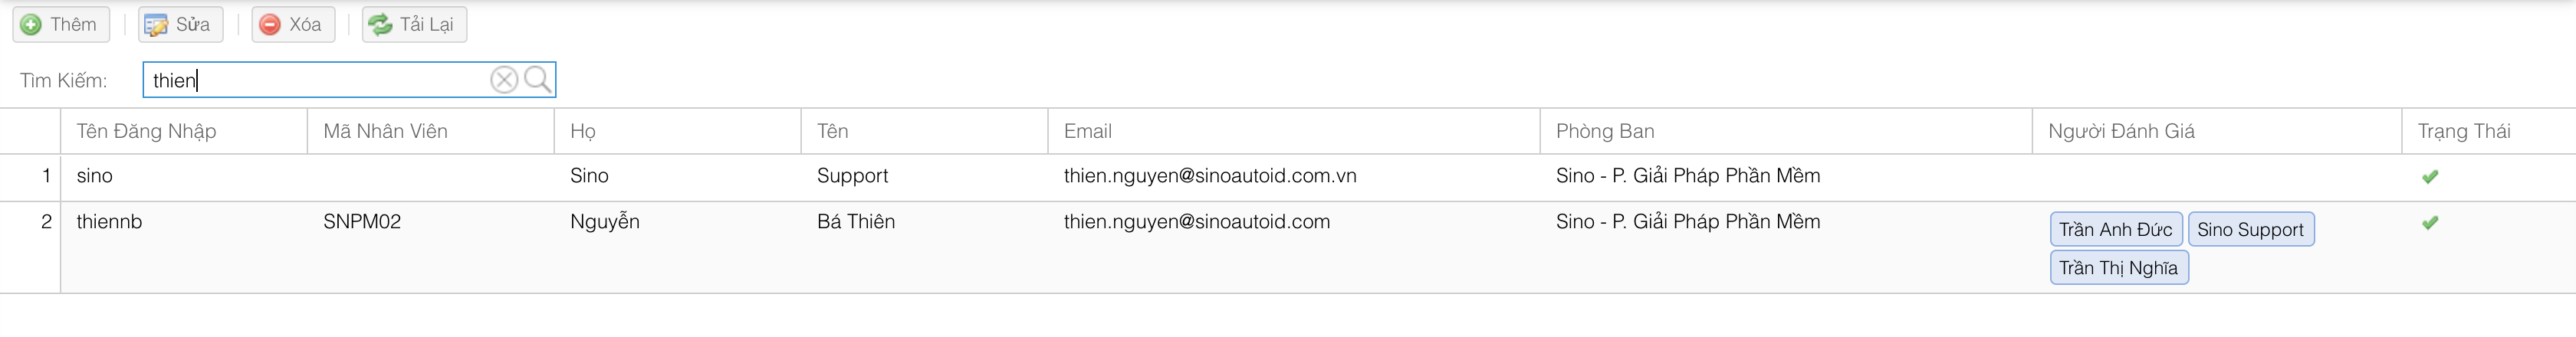 Thêm Sửa Xóa Tải Lại
Tìm Kiếm: thien
Tên Đăng Nhập Mã Nhân Viên Họ Tên Email Phòng Ban Người Đánh Giá Trạng Thái
1 sino Sino Support thien.nguyen@sinoautoid.com.vn Sino - P. Giải Pháp Phần Mềm
2 thiennb SNPM02 Nguyễn Bá Thiên thien.nguyen@sinoautoid.com Sino - P. Giải Pháp Phần Mềm Trần Anh Đức Sino Support
Trần Thị Nghĩa